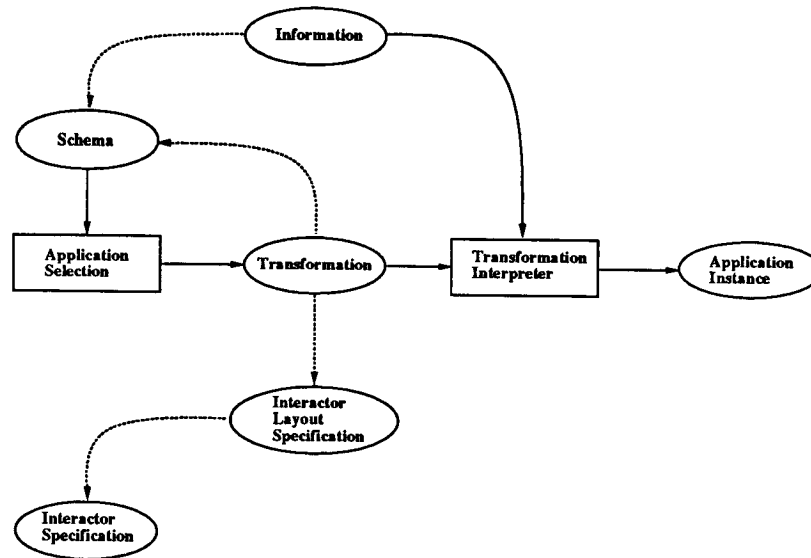 Information
Schema
Application
Selection
Transformation
Transformation
Interpreter
Application
Instance
Interactor
Layout
Specification
Interactor
Specification